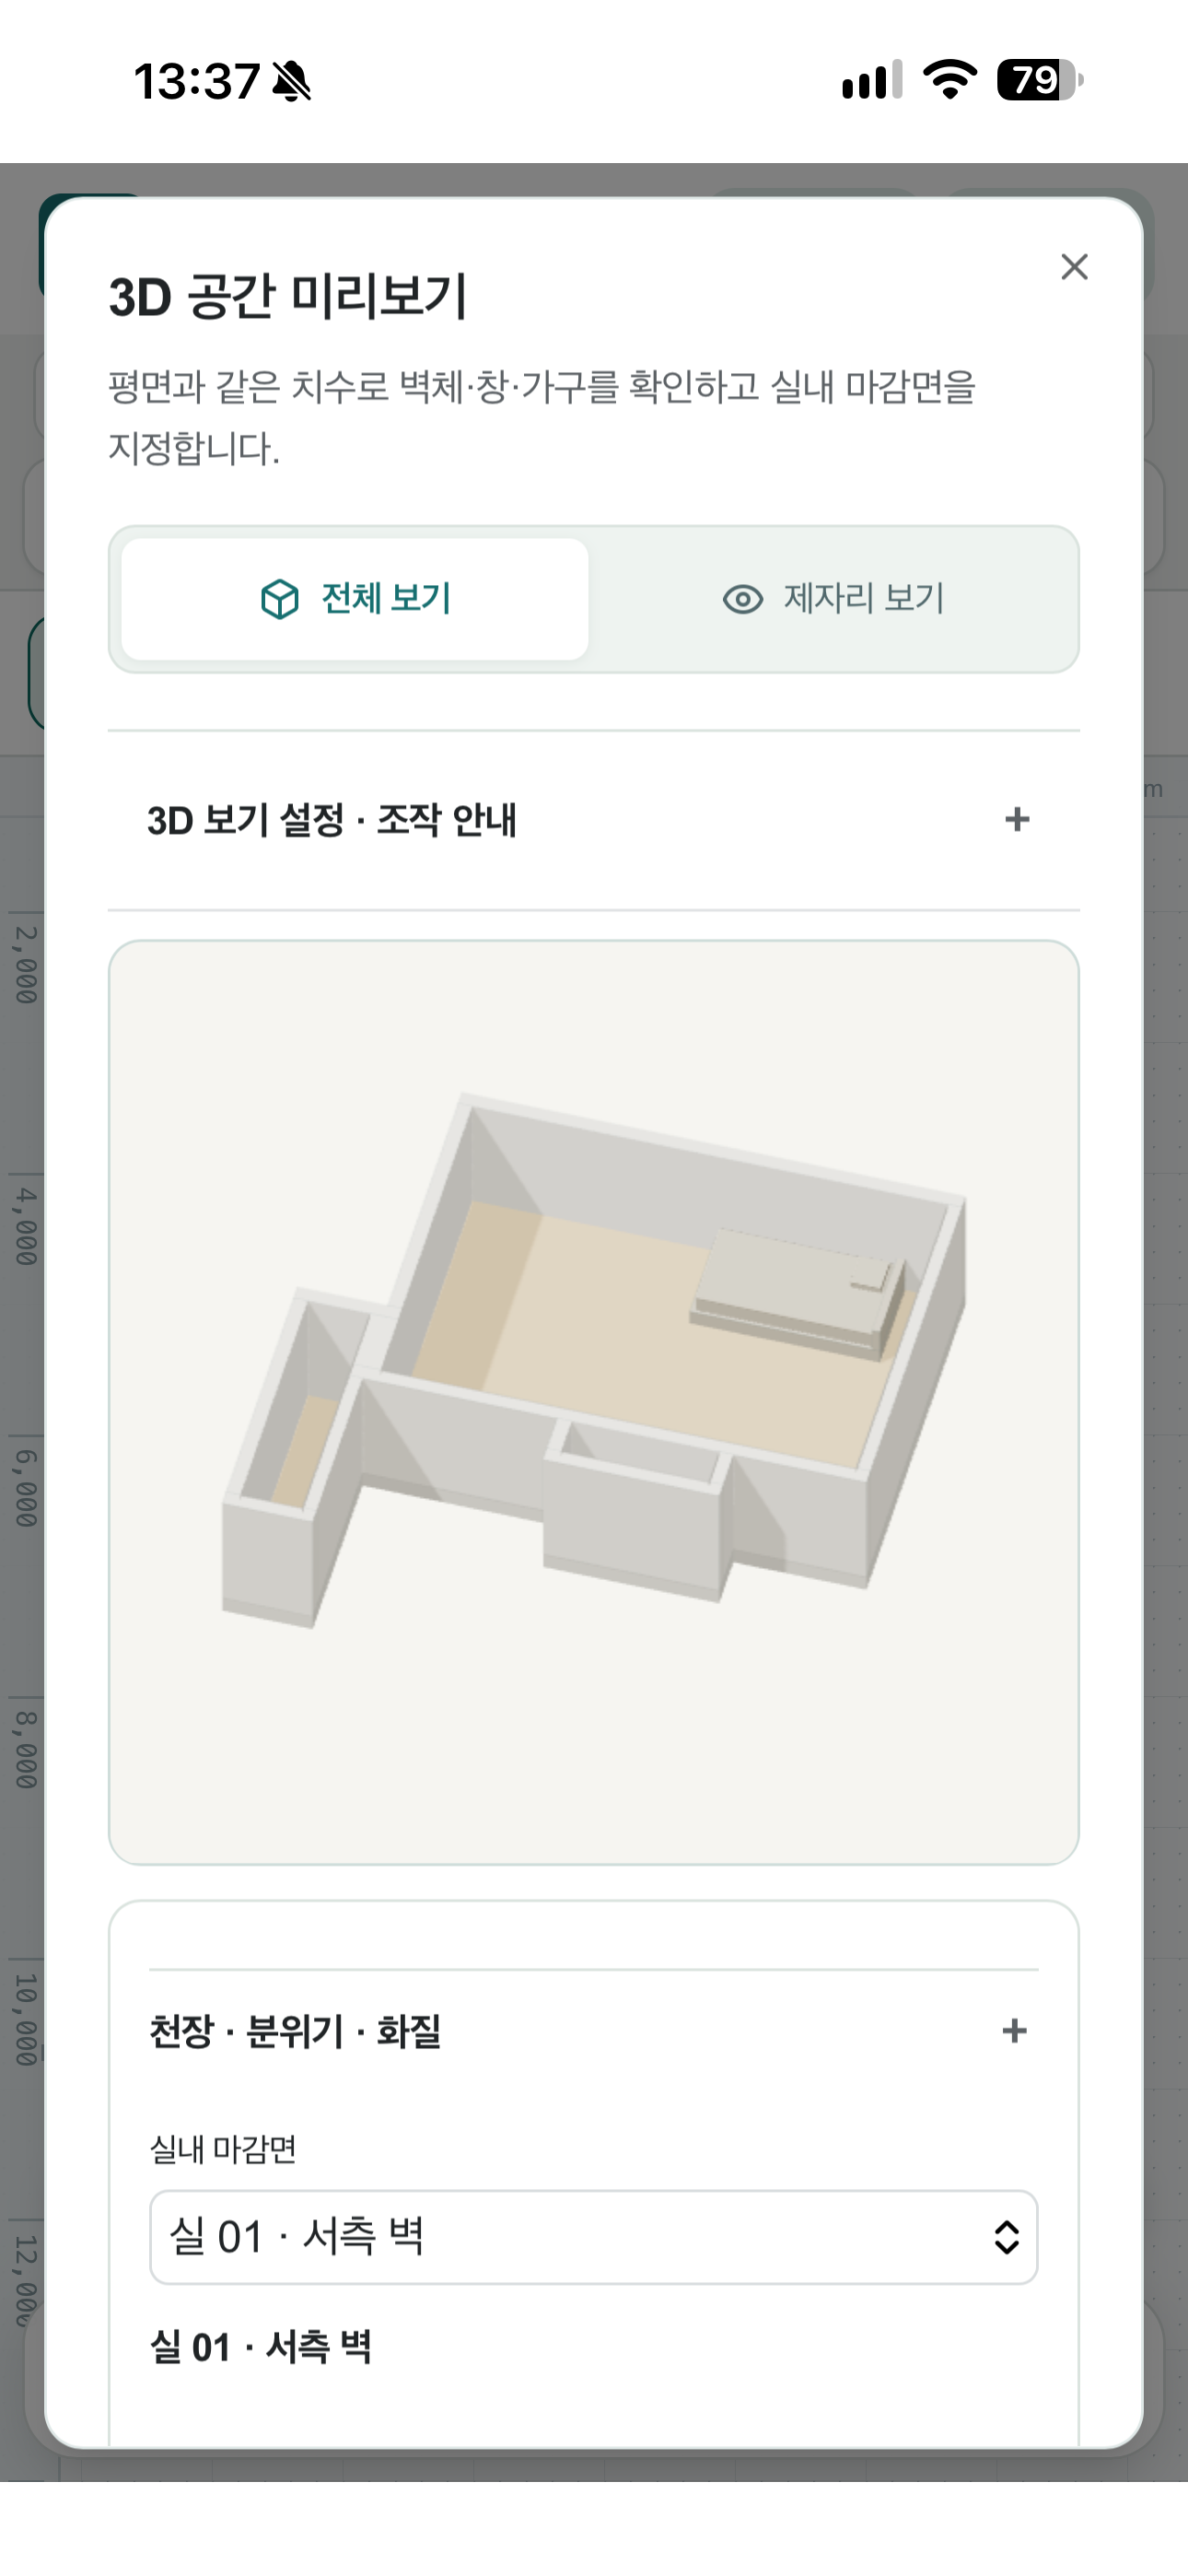 13:37
79
3D 공간 미리보기
평면과 같은 치수로 벽체·창·가구를 확인하고 실내 마감면을
지정합니다.
전체 보기
제자리 보기
3D 보기 설정 · 조작 안내
+
m
2,000
4,000
6,000
8,000
10,000
12,000
천장 · 분위기 · 화질
+
실내 마감면
실 01 · 서측 벽
실 01 · 서측 벽